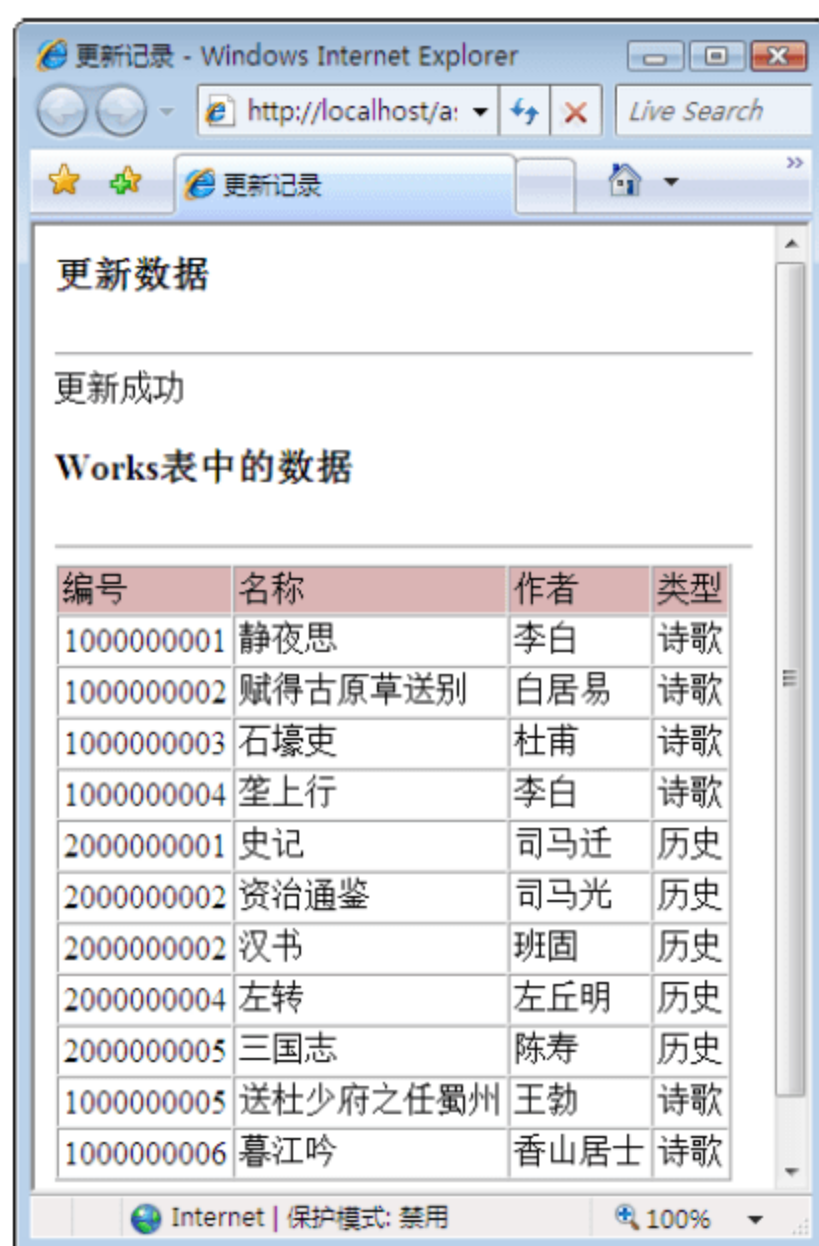 更新记录 - Windows Internet Explorer
http://localhost/a: Live Search
更新记录
更新数据
更新成功
Works表中的数据
编号 名称 作者 类型
1000000001 静夜思 李白 诗歌
1000000002 赋得古原草送别 白居易 诗歌
1000000003 石壕吏 杜甫 诗歌
1000000004 垄上行 李白 诗歌
2000000001 史记 司马迁 历史
2000000002 资治通鉴 司马光 历史
2000000002 汉书 班固 历史
2000000004 左转 左丘明 历史
2000000005 三国志 陈寿 历史
1000000005 送杜少府之任蜀州 王勃 诗歌
1000000006 暮江吟 香山居士 诗歌
Internet | 保护模式: 禁用 100%